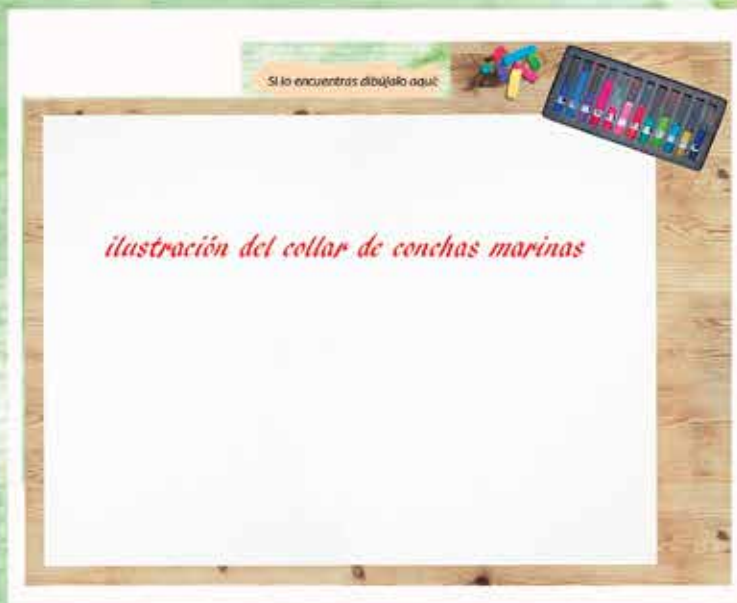 Si lo encuentras dibújalo aquí:
ilustración del collar de conchas marinas